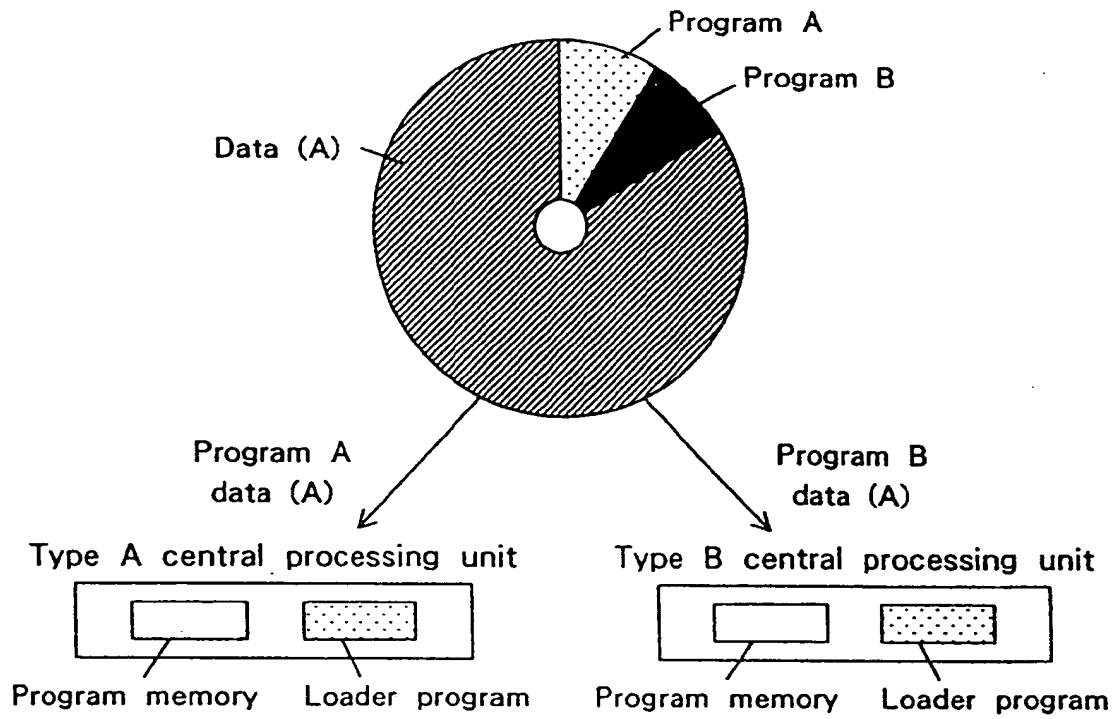 Program A
Program B
Data (A)
Program A
data (A)
Program B
data (A)
Type A central processing unit
Type B central processing unit
Program memory
Loader program
Program memory
Loader program